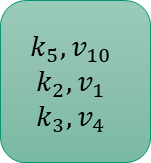 k₅, v₁₀
k₂, v₁
k₃, v₄